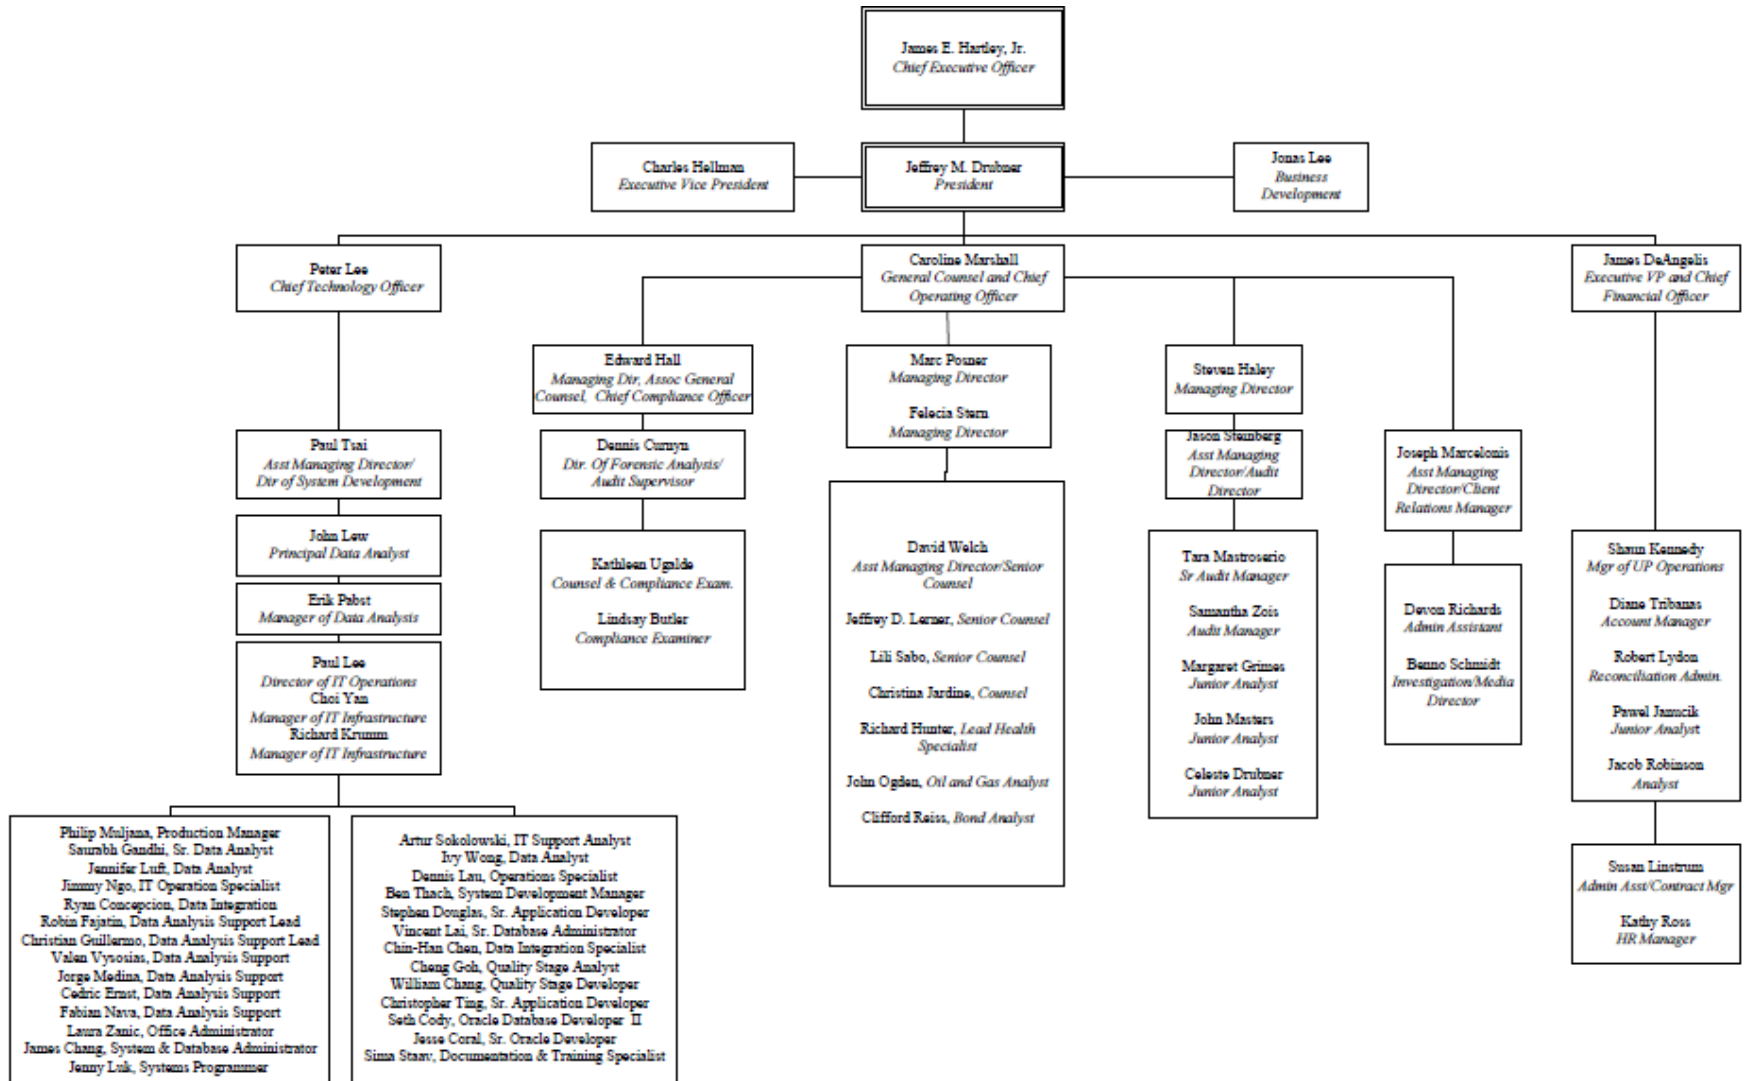 James E. Hartley, Jr.
Chief Executive Officer
Charles Hellman
Executive Vice President
Jeffrey M. Drubner
President
Jonas Lee
Business
Development
Peter Lee
Chief Technology Officer
Caroline Marshall
General Counsel and Chief
Operating Officer
James DeAngelis
Executive VP and Chief
Financial Officer
Edward Hall
Managing Dir, Assoc General
Counsel, Chief Compliance Officer
Marc Posner
Managing Director
Felecia Stern
Managing Director
Steven Haley
Managing Director
Paul Tsai
Asst Managing Director/
Dir of System Development
Dennis Curnyn
Dir. Of Forensic Analysis/
Audit Supervisor
Jason Steinberg
Asst Managing
Director/Audit
Director
Joseph Marcelonis
Asst Managing
Director/Client
Relations Manager
John Lew
Principal Data Analyst
Erik Pabst
Manager of Data Analysis
Paul Lee
Director of IT Operations
Choi Yan
Manager of IT Infrastructure
Richard Krumm
Manager of IT Infrastructure
Kathleen Ugalde
Counsel & Compliance Exam.
Lindsay Butler
Compliance Examiner
David Welch
Asst Managing Director/Senior
Counsel
Jeffrey D. Lerner, Senior Counsel
Lili Sabo, Senior Counsel
Christina Jardine, Counsel
Richard Hunter, Lead Health
Specialist
John Ogden, Oil and Gas Analyst
Clifford Reiss, Bond Analyst
Tara Mastroserio
Sr Audit Manager
Samantha Zois
Audit Manager
Margaret Grimes
Junior Analyst
John Masters
Junior Analyst
Celeste Drubner
Junior Analyst
Devon Richards
Admin Assistant
Benno Schmidt
Investigation/Media
Director
Shaun Kennedy
Mgr of UP Operations
Diane Tribanas
Account Manager
Robert Lydon
Reconciliation Admin.
Pawel Janucik
Junior Analyst
Jacob Robinson
Analyst
Susan Linstrum
Admin Asst/Contract Mgr
Kathy Ross
HR Manager
Philip Muljana, Production Manager
Saurabh Gandhi, Sr. Data Analyst
Jennifer Luft, Data Analyst
Jimmy Ngo, IT Operation Specialist
Ryan Concepcion, Data Integration
Robin Fajatin, Data Analysis Support Lead
Christian Guillermo, Data Analysis Support Lead
Valen Vysosias, Data Analysis Support
Jorge Medina, Data Analysis Support
Cedric Ernst, Data Analysis Support
Fabian Nava, Data Analysis Support
Laura Zanic, Office Administrator
James Chang, System & Database Administrator
Jenny Luk, Systems Programmer
Artur Sokolowski, IT Support Analyst
Ivy Wong, Data Analyst
Dennis Lau, Operations Specialist
Ben Thach, System Development Manager
Stephen Douglas, Sr. Application Developer
Vincent Lai, Sr. Database Administrator
Chin-Han Chen, Data Integration Specialist
Cheng Goh, Quality Stage Analyst
William Chang, Quality Stage Developer
Christopher Ting, Sr. Application Developer
Seth Cody, Oracle Database Developer II
Jesse Coral, Sr. Oracle Developer
Sima Staav, Documentation & Training Specialist